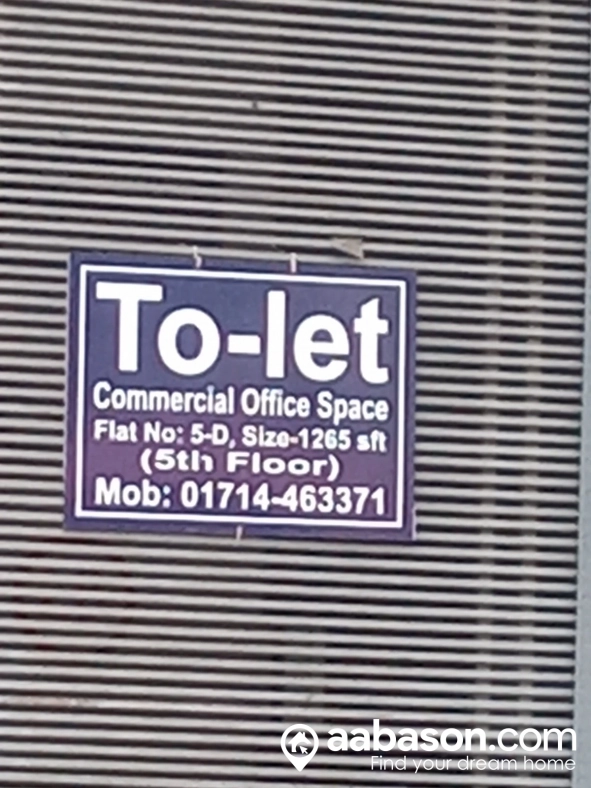 To-let
Commercial Office Space
Flat No: 5-D, Size-1265 sft
(5th Floor)
Mob: 01714-463371
aabason.com
Find your dream home